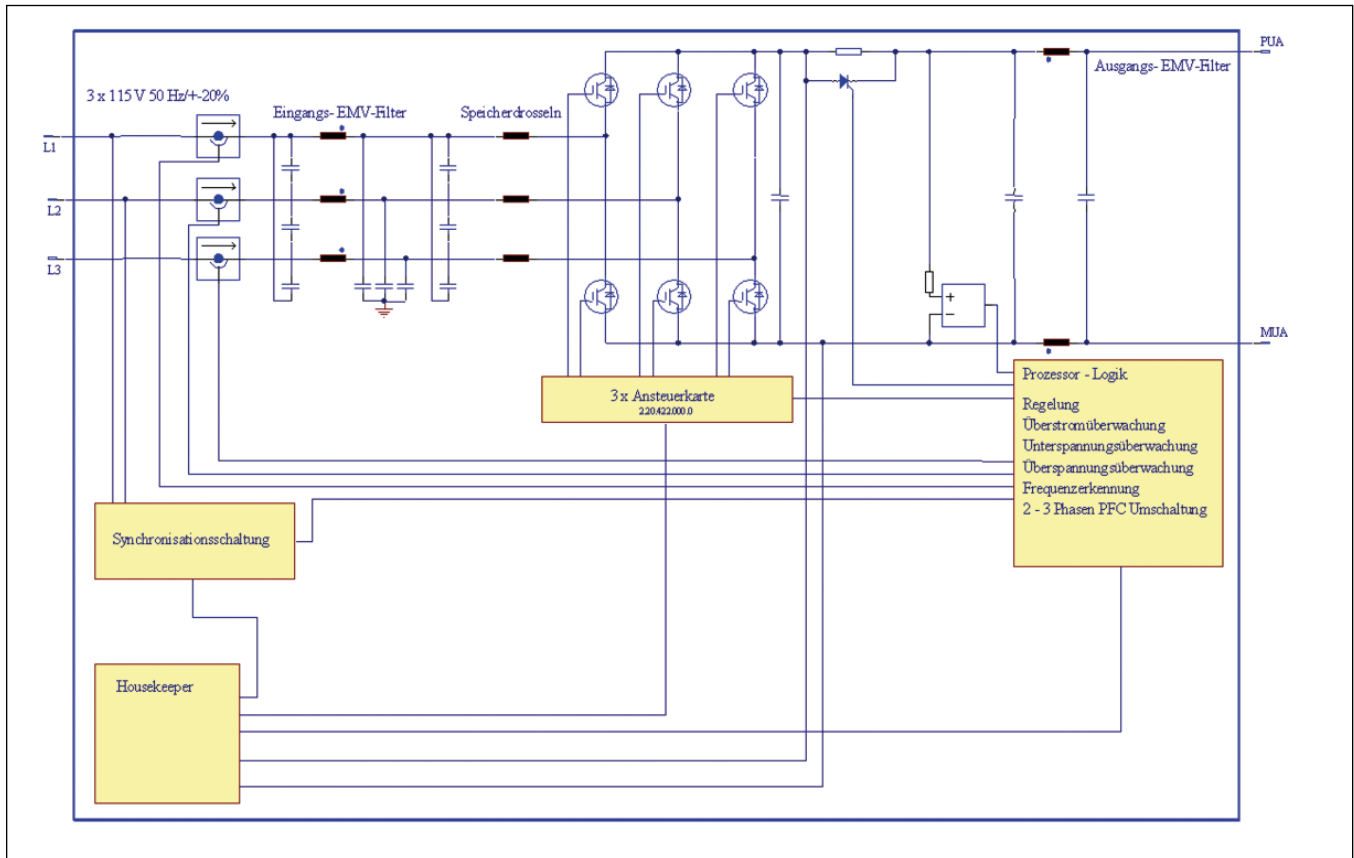 PUA
Ausgangs- EMV-Filter
3 x 115 V 50 Hz/+-20%
Eingangs- EMV-Filter
Speicherdrosseln
L1
L2
L3
+
−
MUA
Prozessor - Logik
Regelung
Überstromüberwachung
Unterspannungsüberwachung
Überspannungsüberwachung
Frequenzerkennung
2 - 3 Phasen PFC Umschaltung
3 x Ansteuerkarte
2.20.422.000.0
Synchronisationsschaltung
Housekeeper